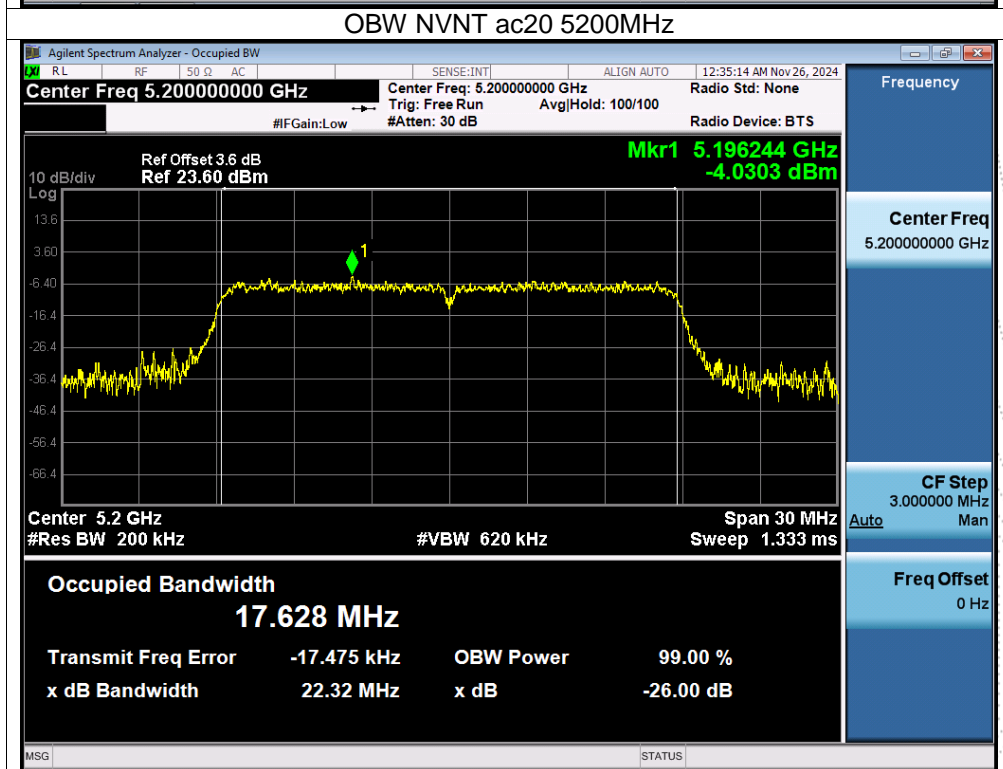 OBW NVNT ac20 5200MHz
Agilent Spectrum Analyzer - Occupied BW
LXI RL RF 50 Ω AC SENSE:INT ALIGN AUTO 12:35:14 AM Nov 26, 2024
Center Freq 5.200000000 GHz
Center Freq: 5.200000000 GHz Radio Std: None
Trig: Free Run Avg|Hold: 100/100
#IFGain:Low #Atten: 30 dB Radio Device: BTS
Frequency
Mkr1 5.196244 GHz
-4.0303 dBm
Ref Offset 3.6 dB
10 dB/div Ref 23.60 dBm
Log
13.6
3.60
-6.40
-16.4
-26.4
-36.4
-46.4
-56.4
-66.4
1
Center 5.2 GHz Span 30 MHz
#Res BW 200 kHz #VBW 620 kHz Sweep 1.333 ms
Center Freq
5.200000000 GHz
CF Step
3.000000 MHz
Auto Man
Freq Offset
0 Hz
Occupied Bandwidth
17.628 MHz
Transmit Freq Error -17.475 kHz OBW Power 99.00 %
x dB Bandwidth 22.32 MHz x dB -26.00 dB
MSG STATUS